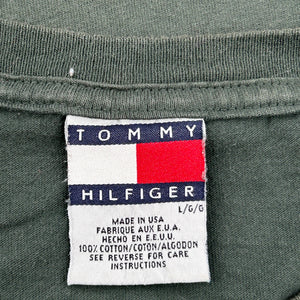 TOMMY
HILFIGER
L/G/G
MADE IN USA
FABRIQUE AUX E.U.A.
HECHO EN E.E.U.U.
100% COTTON/COTON/ALGODON
SEE REVERSE FOR CARE
INSTRUCTIONS